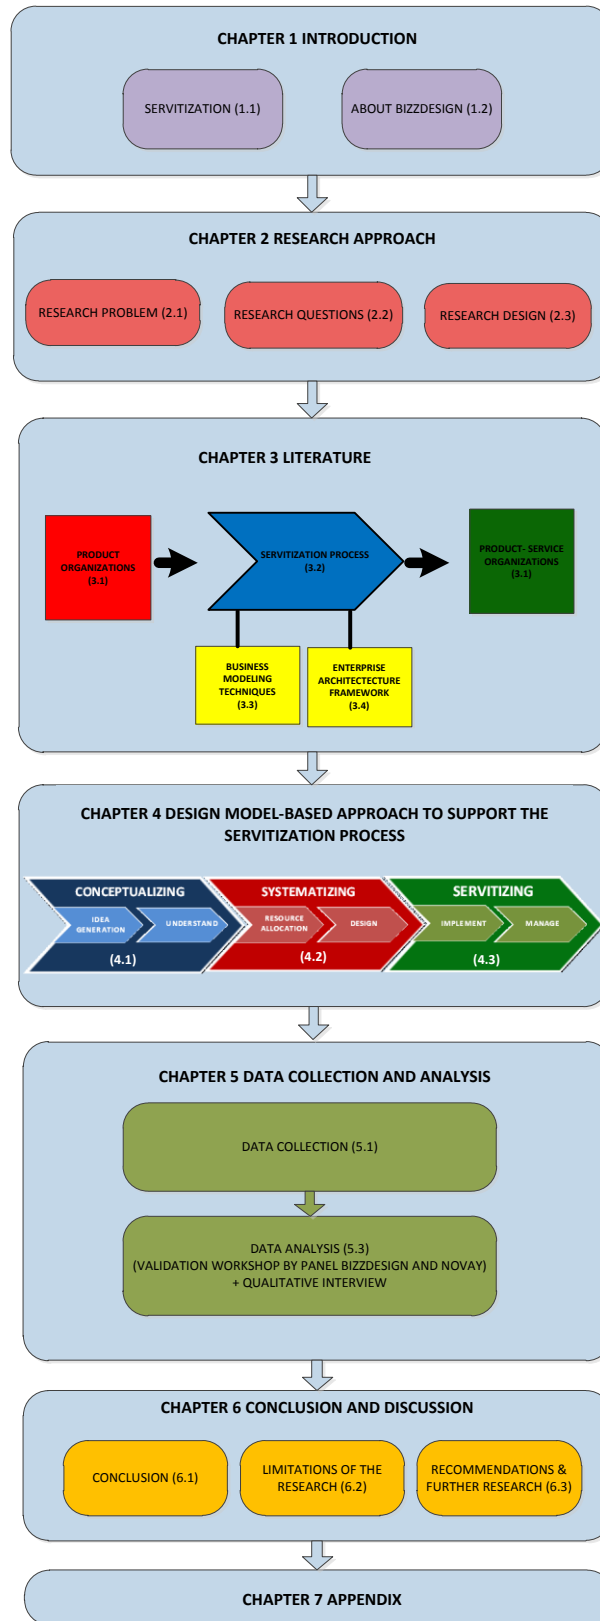 CHAPTER 1 INTRODUCTION
SERVITIZATION (1.1)
ABOUT BIZZDESIGN (1.2)
CHAPTER 2 RESEARCH APPROACH
RESEARCH PROBLEM (2.1)
RESEARCH QUESTIONS (2.2)
RESEARCH DESIGN (2.3)
CHAPTER 3 LITERATURE
PRODUCT
ORGANIZATIONS
(3.1)
SERVITIZATION PROCESS
(3.2)
PRODUCT- SERVICE
ORGANIZATiONS
(3.1)
BUSINESS
MODELING
TECHNIQUES
(3.3)
ENTERPRISE
ARCHITECTECTURE
FRAMEWORK
(3.4)
CHAPTER 4 DESIGN MODEL-BASED APPROACH TO SUPPORT THE
SERVITIZATION PROCESS
CONCEPTUALIZING
IDEA
GENERATION
UNDERSTAND
(4.1)
SYSTEMATIZING
RESOURCE
ALLOCATION
DESIGN
(4.2)
SERVITIZING
IMPLEMENT
MANAGE
(4.3)
CHAPTER 5 DATA COLLECTION AND ANALYSIS
DATA COLLECTION (5.1)
DATA ANALYSIS (5.3)
(VALIDATION WORKSHOP BY PANEL BIZZDESIGN AND NOVAY)
+ QUALITATIVE INTERVIEW
CHAPTER 6 CONCLUSION AND DISCUSSION
CONCLUSION (6.1)
LIMITATIONS OF THE
RESEARCH (6.2)
RECOMMENDATIONS &
FURTHER RESEARCH (6.3)
CHAPTER 7 APPENDIX